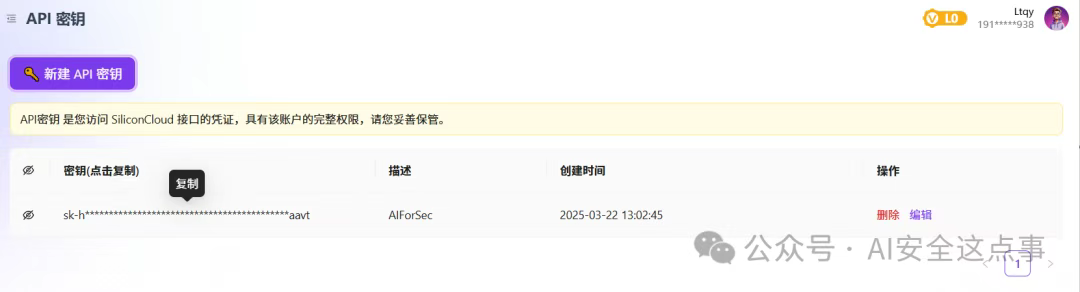 API 密钥
L0
Ltqy
191*****938
新建 API 密钥
API密钥 是您访问 SiliconCloud 接口的凭证，具有该账户的完整权限，请您妥善保管。
密钥(点击复制) 描述 创建时间 操作
复制
sk-h********************************************aavt AIForSec 2025-03-22 13:02:45 删除 编辑
公众号 · AI安全这点事
1